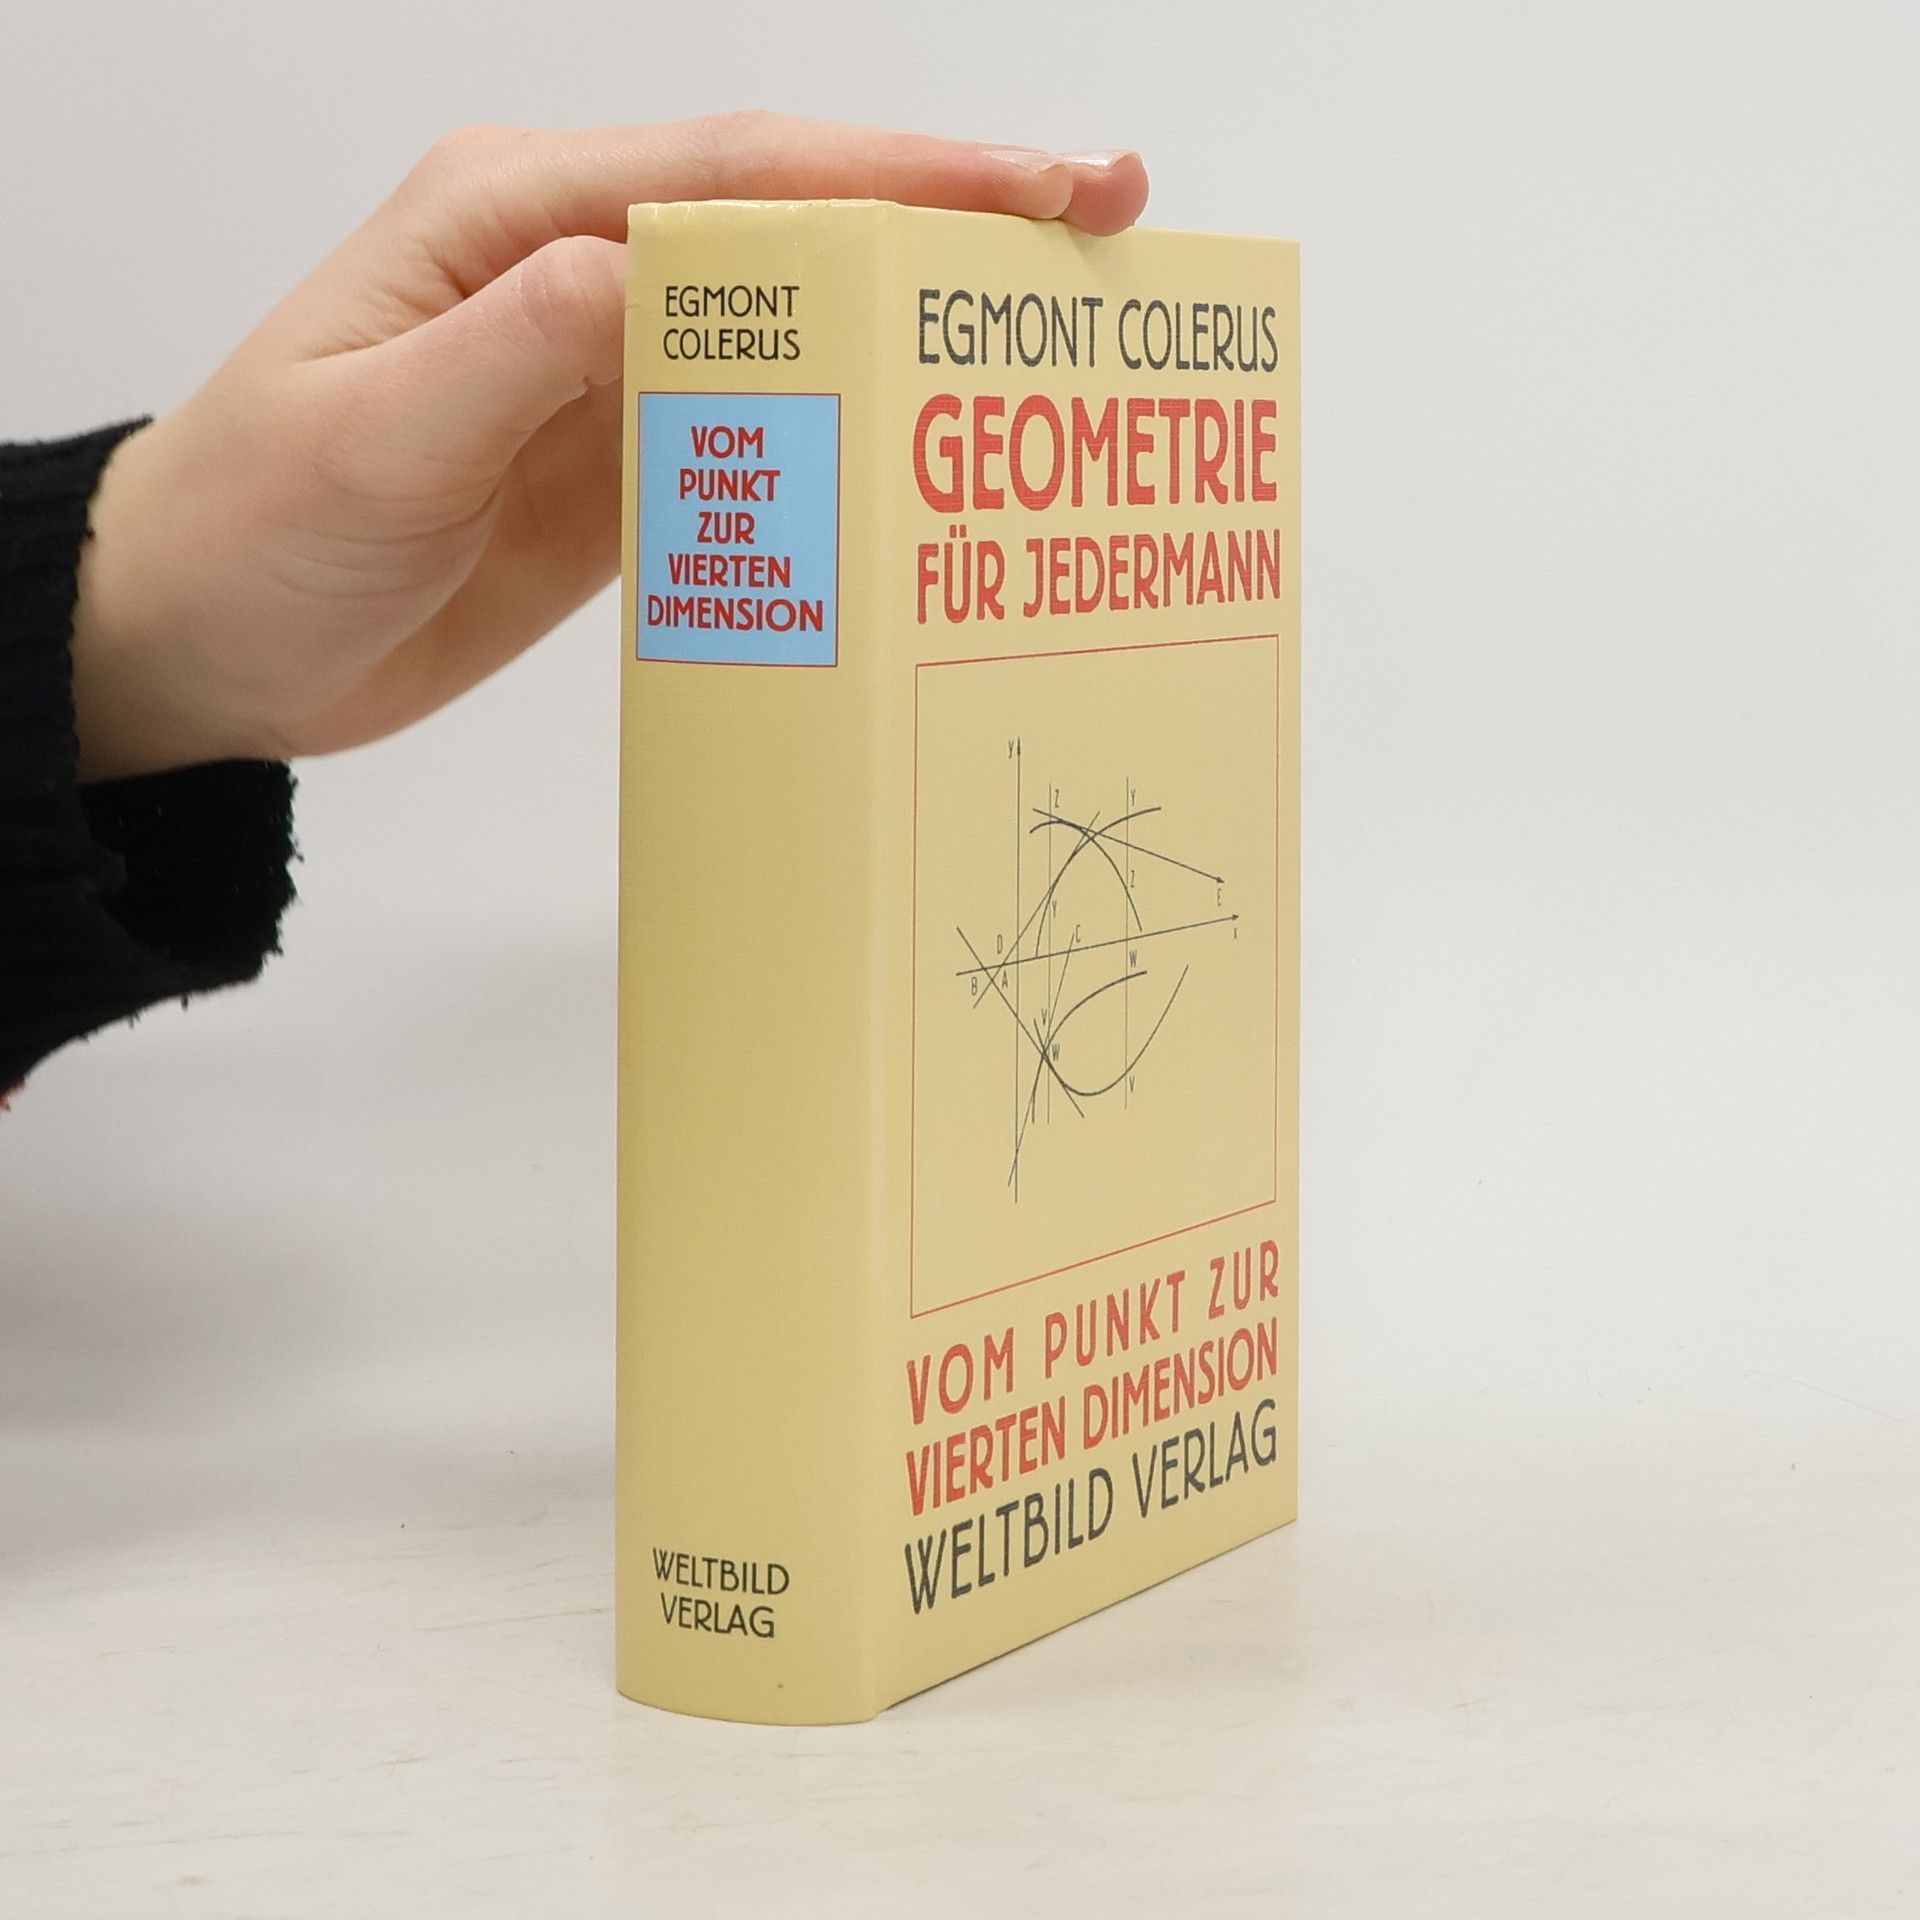 EGMONT
COLERUS
VOM
PUNKT
ZUR
VIERTEN
DIMENSION
WELTBILD
VERLAG
EGMONT COLERUS
GEOMETRIE
FÜR JEDERMANN
y
Z
Y
Z
E
Y
x
D
C
B
A
W
V
W
V
VOM PUNKT ZUR
VIERTEN DIMENSION
WELTBILD VERLAG